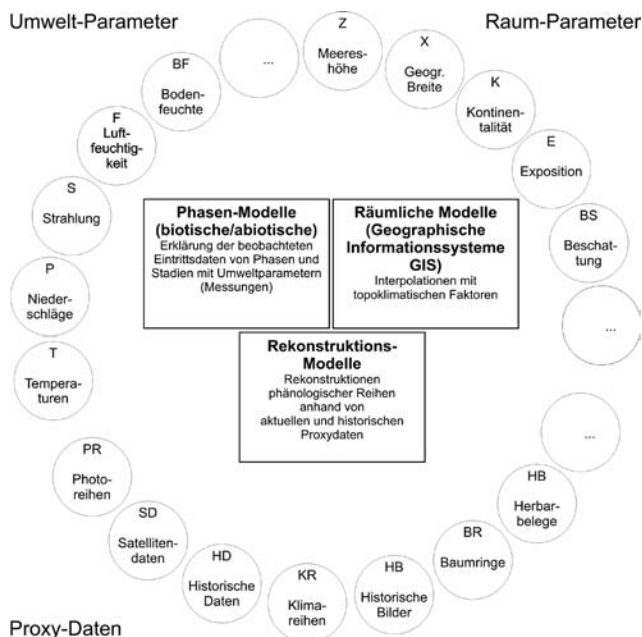 Umwelt-Parameter
Raum-Parameter
Z
Meeres-
höhe
X
Geogr.
Breite
K
Kontinen-
talität
E
Exposition
BS
Beschat-
tung
...
...
BF
Boden-
feuchte
F
Luft-
feuchtig-
keit
S
Strahlung
P
Nieder-
schläge
T
Tempera-
turen
Phasen-Modelle
(biotische/abiotische)
Erklärung der beobachteten
Eintrittsdaten von Phasen und
Stadien mit Umweltparametern
(Messungen)
Räumliche Modelle
(Geographische
Informationssysteme
GIS)
Interpolationen mit
topoklimatischen Faktoren
Rekonstruktions-
Modelle
Rekonstruktionen
phänologischer Reihen
anhand von
aktuellen und historischen
Proxydaten
PR
Photo-
reihen
SD
Satelliten-
daten
HD
Historische
Daten
KR
Klima-
reihen
HB
Historische
Bilder
BR
Baumringe
HB
Herbar-
belege
...
Proxy-Daten